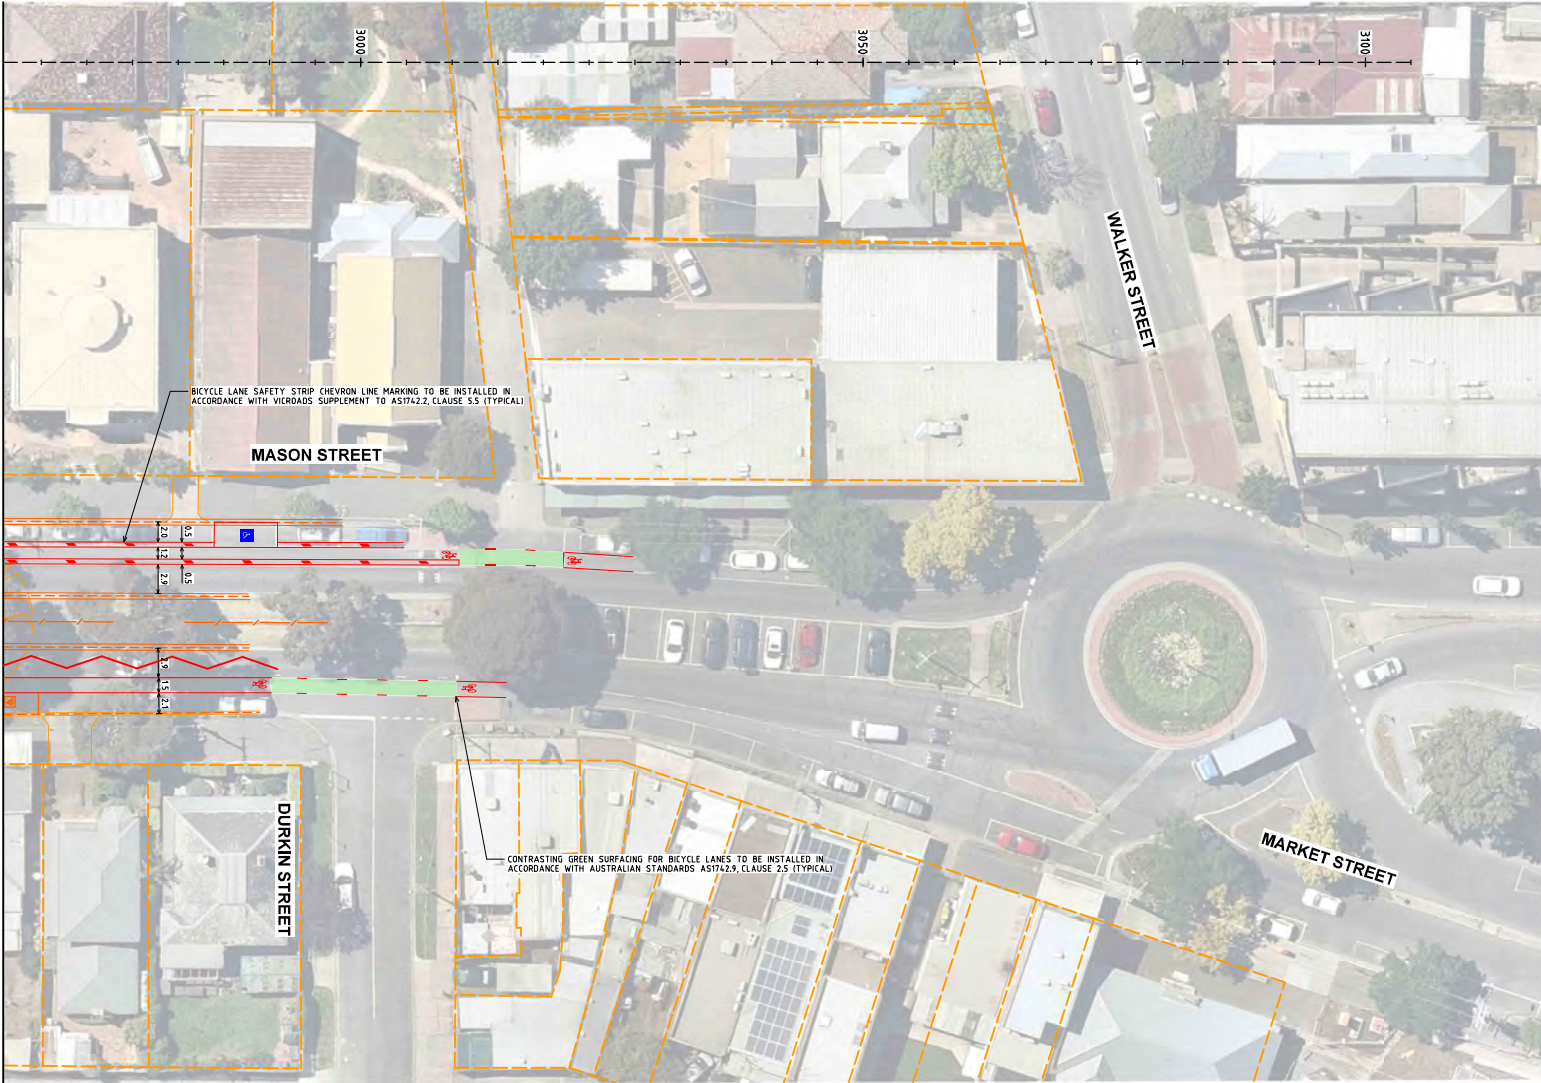 3000
3050
3100
WALKER STREET
BICYCLE LANE SAFETY STRIP CHEVRON LINE MARKING TO BE INSTALLED IN
ACCORDANCE WITH VICROADS SUPPLEMENT TO AS1742.2, CLAUSE 5.5 (TYPICAL)
MASON STREET
2.0
0.5
1.2
2.9
0.5
2.9
1.5
2.1
DURKIN STREET
CONTRASTING GREEN SURFACING FOR BICYCLE LANES TO BE INSTALLED IN
ACCORDANCE WITH AUSTRALIAN STANDARDS AS1742.9, CLAUSE 2.5 (TYPICAL)
MARKET STREET